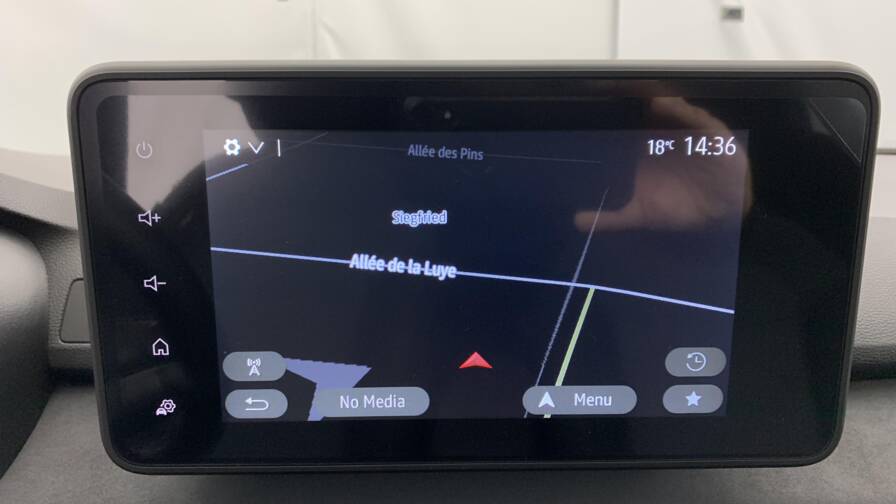 Allée des Pins
18°C 14:36
Siegfried
Allée de la Luye
No Media
Menu